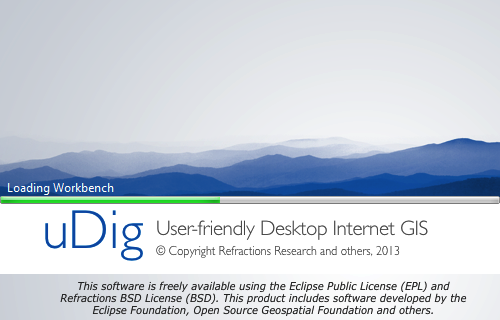 Loading Workbench
uDig User-friendly Desktop Internet GIS
© Copyright Refractions Research and others, 2013
This software is freely available using the Eclipse Public License (EPL) and
Refractions BSD License (BSD). This product includes software developed by the
Eclipse Foundation, Open Source Geospatial Foundation and others.